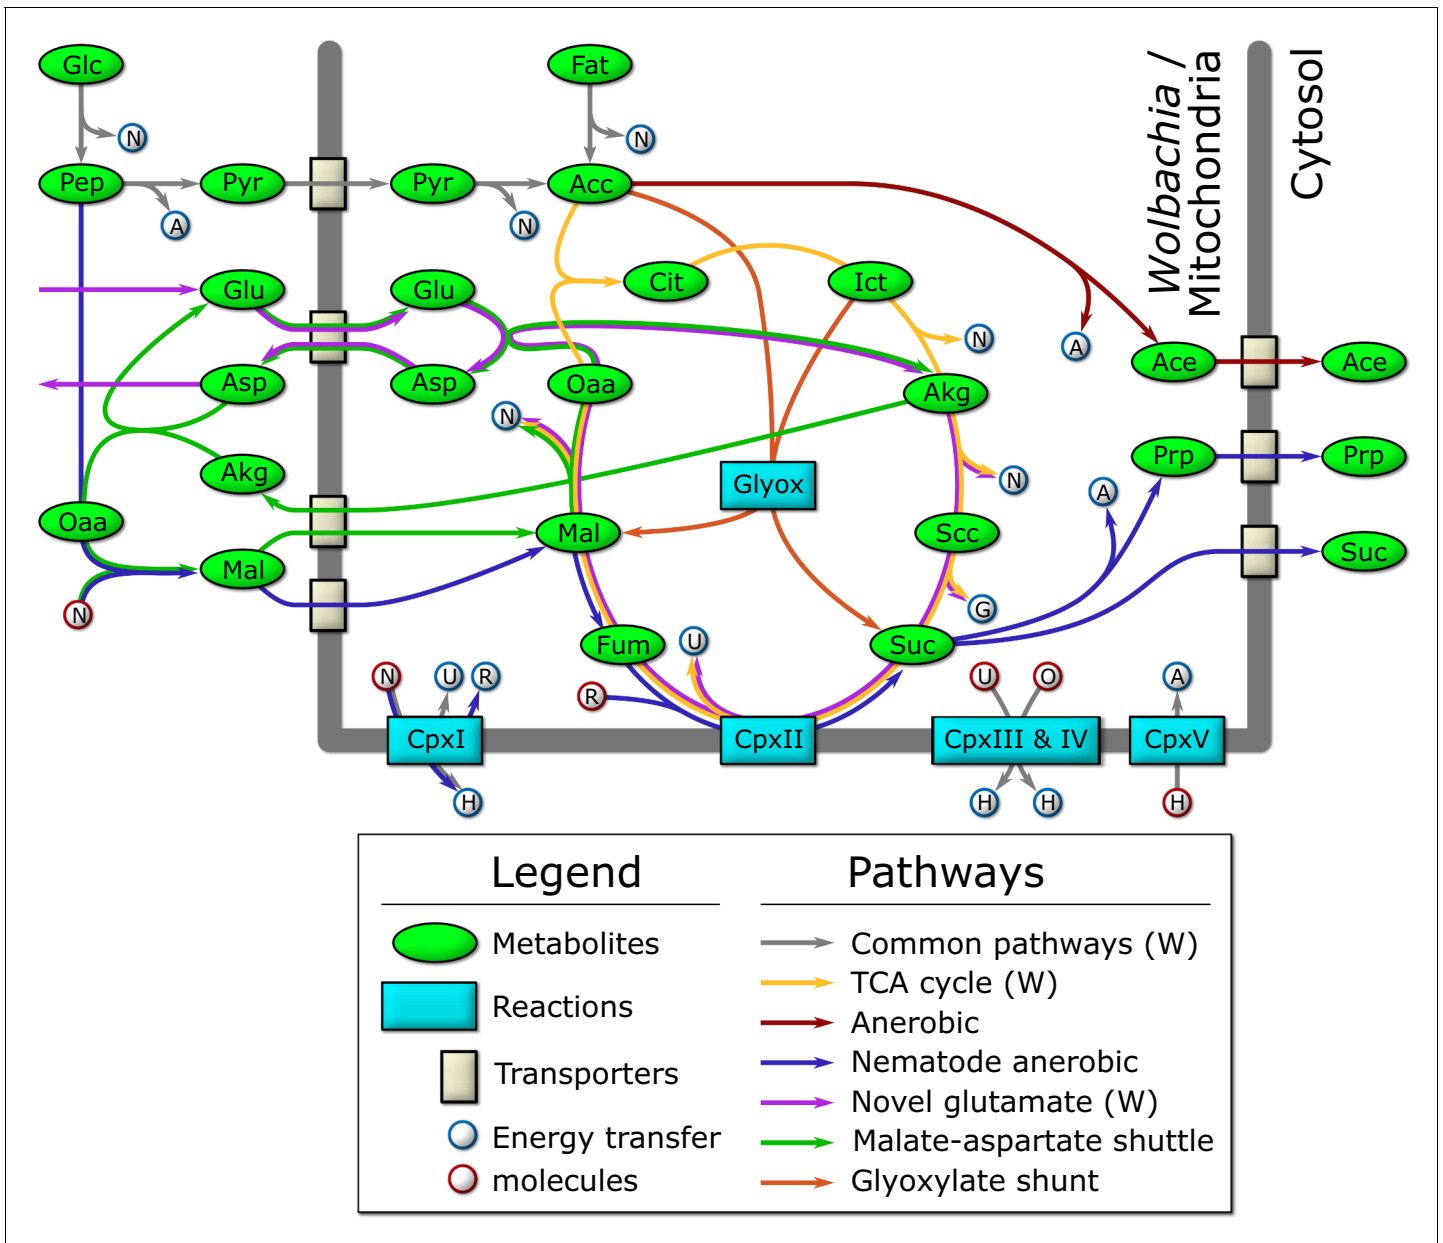 Glc
Fat
Wolbachia /
Mitochondria
Cytosol
N
N
Pep
Pyr
Pyr
Acc
A
N
Glu
Glu
Cit
Ict
N
A
Ace
Ace
Asp
Asp
Oaa
Akg
N
Akg
Glyox
N
A
Prp
Prp
Oaa
Mal
Scc
Suc
Mal
N
G
Fum
U
Suc
N
U
R
R
U
O
A
CpxI
CpxII
CpxIII & IV
CpxV
H
H
H
H
Legend
Pathways
Metabolites
Reactions
Transporters
Energy transfer
molecules
Common pathways (W)
TCA cycle (W)
Anerobic
Nematode anerobic
Novel glutamate (W)
Malate-aspartate shuttle
Glyoxylate shunt